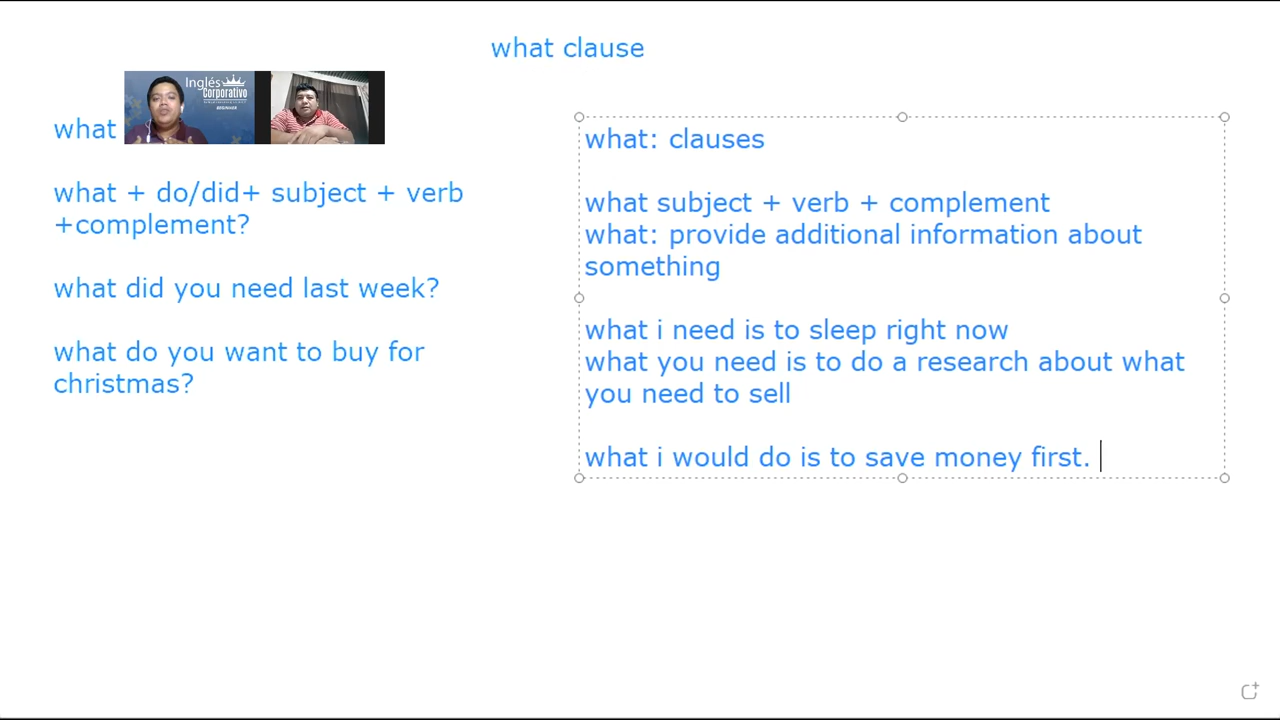 what clause
what
Inglés
Corporativo
what + do/did+ subject + verb
+complement?
what did you need last week?
what do you want to buy for
christmas?
what: clauses
what subject + verb + complement
what: provide additional information about
something
what i need is to sleep right now
what you need is to do a research about what
you need to sell
what i would do is to save money first.